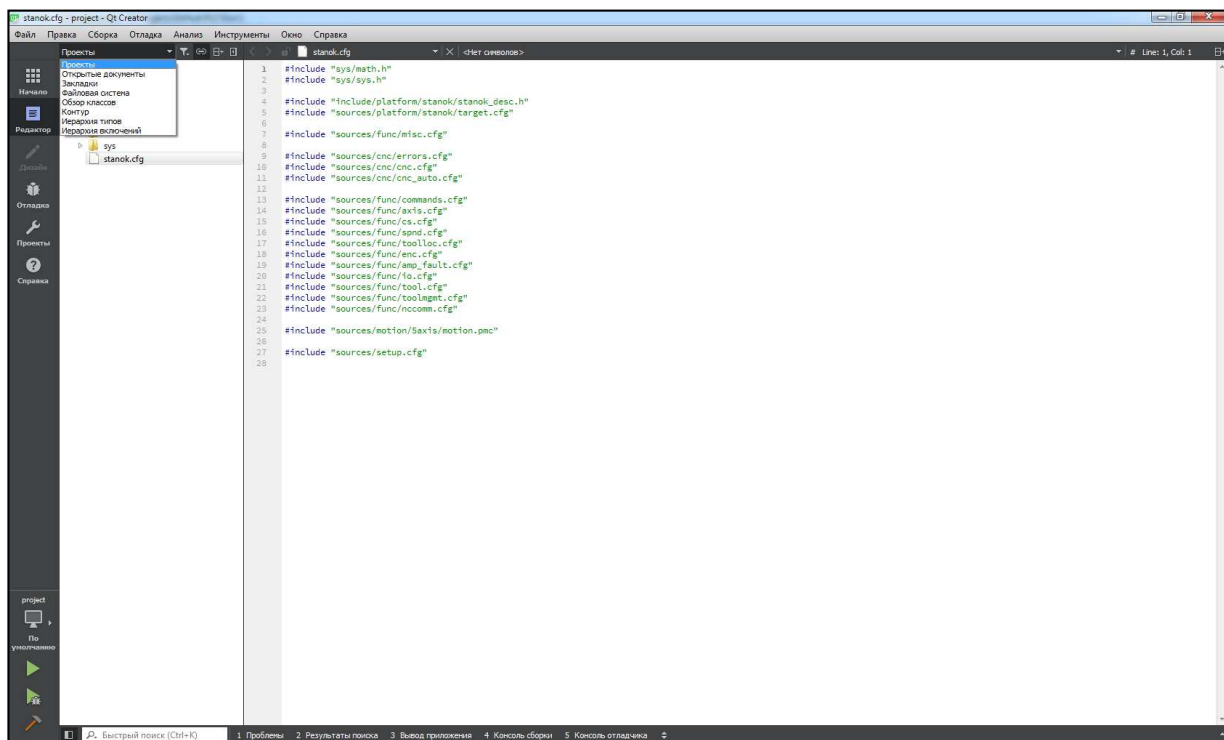 stanok.cfg - project - Qt Creator
Файл Правка Сборка Отладка Анализ Инструменты Окно Справка
Проекты stanok.cfg <Нет символов> # Line: 1, Col: 1
Проекты
Открытые документы
Закладки
Файловая система
Обзор классов
Контур
Иерархия типов
Иерархия включений
sys
stanok.cfg
Начало
Редактор
Дизайн
Отладка
Проекты
Справка
1 #include "sys/math.h"
2 #include "sys/sys.h"
3
4 #include "include/platform/stanok/stanok_desc.h"
5 #include "sources/platform/stanok/target.cfg"
6
7 #include "sources/func/misc.cfg"
8
9 #include "sources/cnc/errors.cfg"
10 #include "sources/cnc/cnc.cfg"
11 #include "sources/cnc/cnc_auto.cfg"
12
13 #include "sources/func/commands.cfg"
14 #include "sources/func/axis.cfg"
15 #include "sources/func/cs.cfg"
16 #include "sources/func/spnd.cfg"
17 #include "sources/func/toolloc.cfg"
18 #include "sources/func/enc.cfg"
19 #include "sources/func/amp_fault.cfg"
20 #include "sources/func/io.cfg"
21 #include "sources/func/tool.cfg"
22 #include "sources/func/toolmgmt.cfg"
23 #include "sources/func/nccomm.cfg"
24
25 #include "sources/motion/5axis/motion.pmc"
26
27 #include "sources/setup.cfg"
28
project
По
умолчанию
Быстрый поиск (Ctrl+K) 1 Проблемы 2 Результаты поиска 3 Вывод приложения 4 Консоль сборки 5 Консоль отладчика